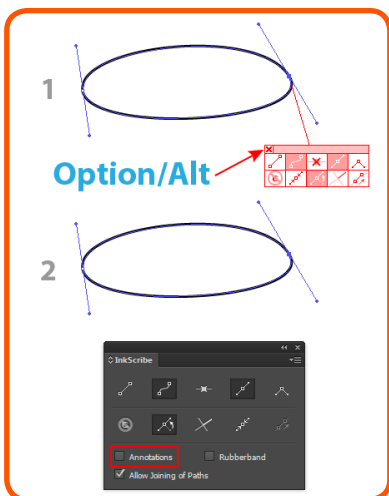 1
Option/Alt
2
InkScribe
Annotations
Rubberband
Allow Joining of Paths